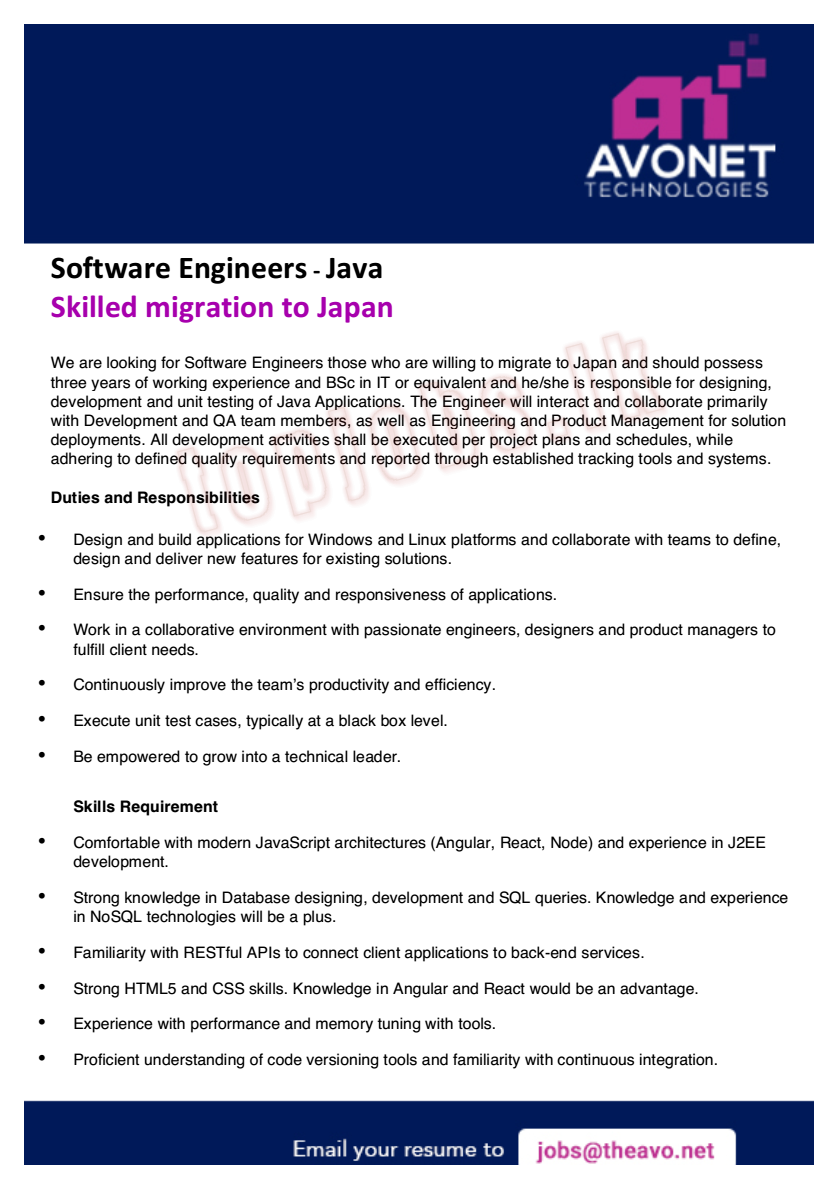 AVONET
TECHNOLOGIES
Software Engineers - Java
Skilled migration to Japan
We are looking for Software Engineers those who are willing to migrate to Japan and should possess
three years of working experience and BSc in IT or equivalent and he/she is responsible for designing,
development and unit testing of Java Applications. The Engineer will interact and collaborate primarily
with Development and QA team members, as well as Engineering and Product Management for solution
deployments. All development activities shall be executed per project plans and schedules, while
adhering to defined quality requirements and reported through established tracking tools and systems.
topjobs.lk
Duties and Responsibilities
• Design and build applications for Windows and Linux platforms and collaborate with teams to define,
design and deliver new features for existing solutions.
• Ensure the performance, quality and responsiveness of applications.
• Work in a collaborative environment with passionate engineers, designers and product managers to
fulfill client needs.
• Continuously improve the team’s productivity and efficiency.
• Execute unit test cases, typically at a black box level.
• Be empowered to grow into a technical leader.
Skills Requirement
• Comfortable with modern JavaScript architectures (Angular, React, Node) and experience in J2EE
development.
• Strong knowledge in Database designing, development and SQL queries. Knowledge and experience
in NoSQL technologies will be a plus.
• Familiarity with RESTful APIs to connect client applications to back-end services.
• Strong HTML5 and CSS skills. Knowledge in Angular and React would be an advantage.
• Experience with performance and memory tuning with tools.
• Proficient understanding of code versioning tools and familiarity with continuous integration.
Email your resume to jobs@theavo.net